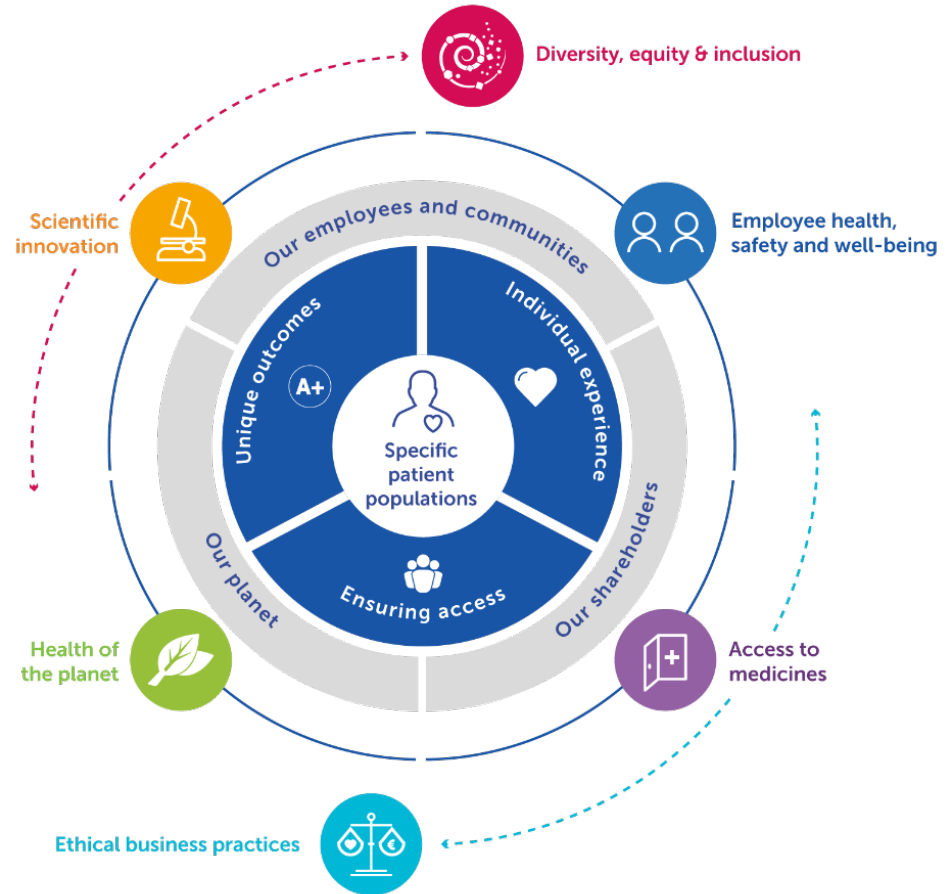 Diversity, equity & inclusion
Scientific
innovation
Employee health,
safety and well-being
Our employees and communities
Unique outcomes
A+
Individual experience
Specific
patient
populations
Ensuring access
Our planet
Our shareholders
Health of
the planet
Access to
medicines
Ethical business practices
€